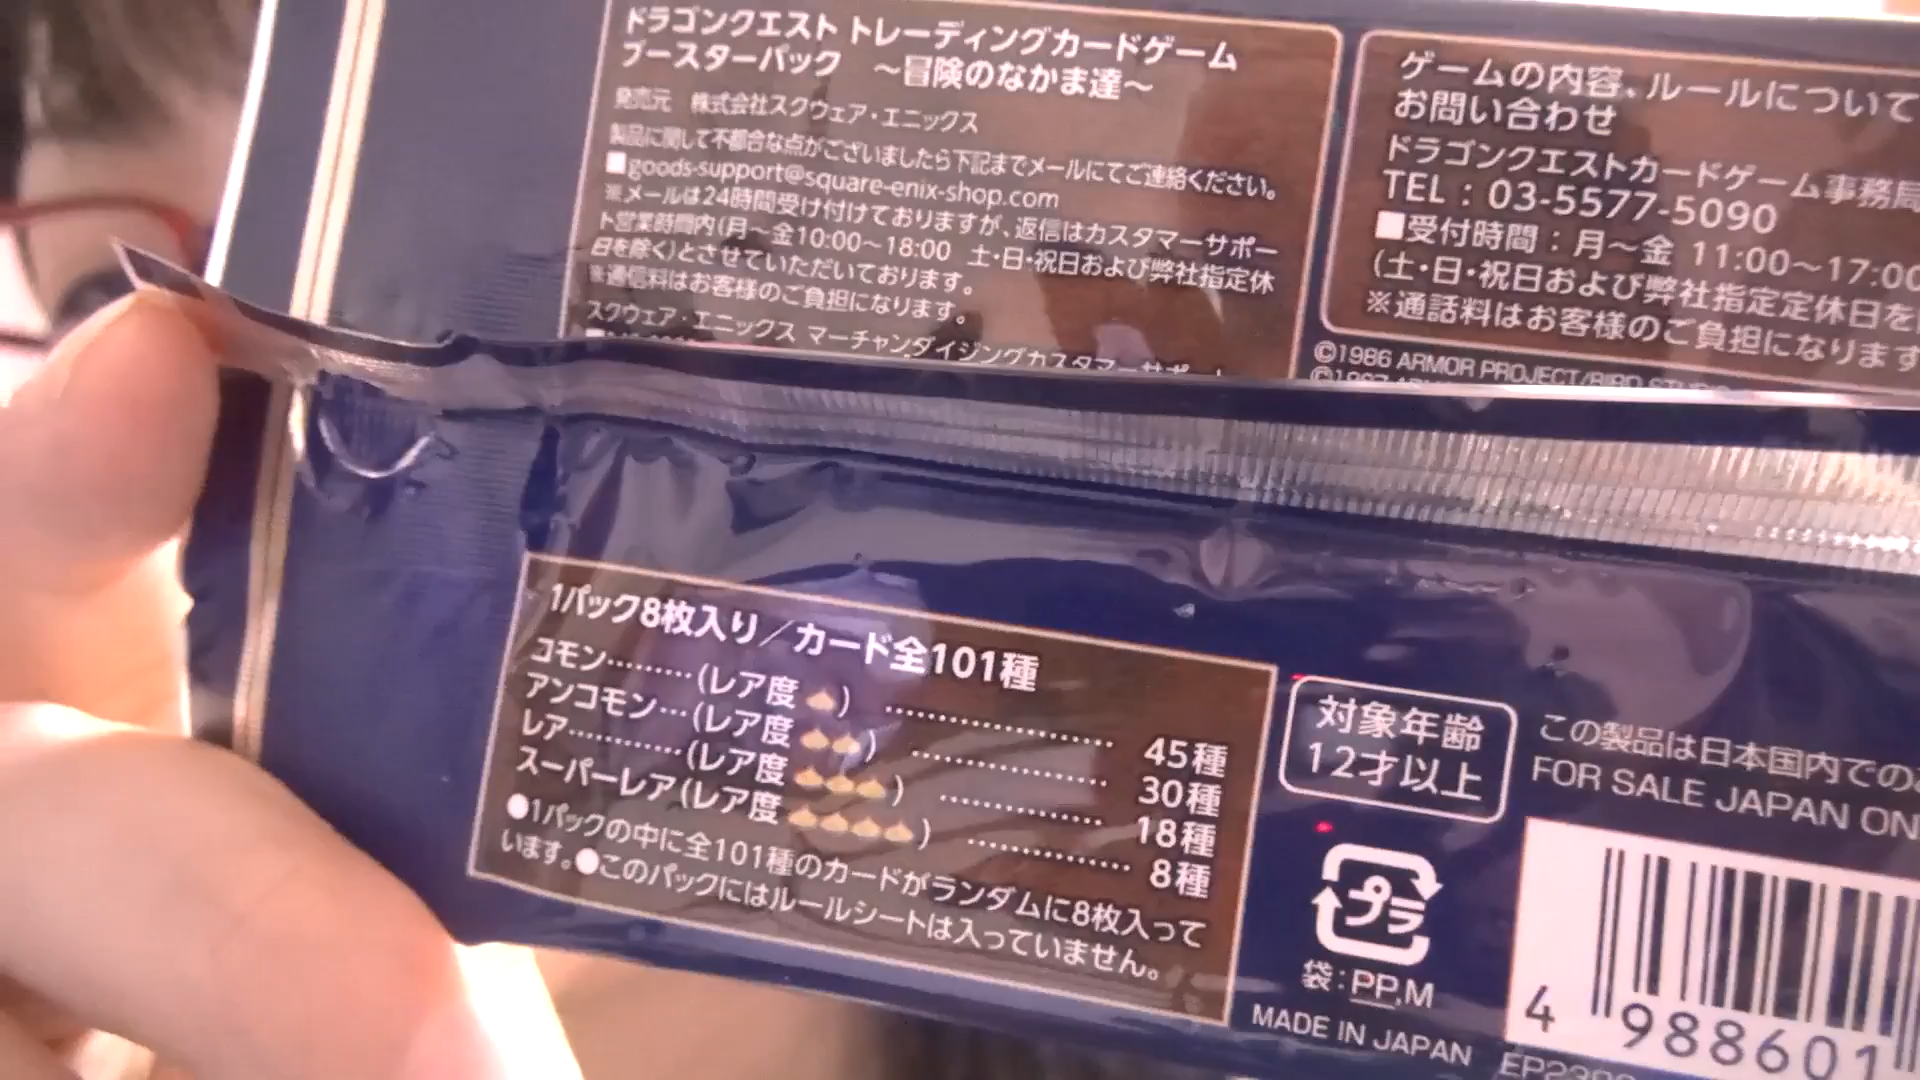 ドラゴンクエスト トレーディングカードゲーム
ブースターパック ～冒険のなかま達～
発売元 株式会社スクウェア・エニックス
製品に関して不都合な点がございましたら下記までメールにてご連絡ください。
■goods-support@square-enix-shop.com
※メールは24時間受け付けておりますが、返信はカスタマーサポー
ト営業時間内(月～金10:00～18:00 土・日・祝日および弊社指定休
日を除く)とさせていただいております。
※通信料はお客様のご負担になります。
スクウェア・エニックス マーチャンダイジングカスタマーサポート
ゲームの内容、ルールについて
お問い合わせ
ドラゴンクエストカードゲーム事務局
TEL : 03-5577-5090
■受付時間：月～金 11:00～17:00
(土・日・祝日および弊社指定定休日を
※通話料はお客様のご負担になります
©1986 ARMOR PROJECT/BIRD STUDIO
1パック8枚入り／カード全101種
コモン………(レア度 ) 45種
アンコモン…(レア度 ) 30種
レア…………(レア度 ) 18種
スーパーレア(レア度 ) 8種
●1パックの中に全101種のカードがランダムに8枚入って
います。●このパックにはルールシートは入っていません。
対象年齢
12才以上
プラ
袋：PP,M
MADE IN JAPAN
この製品は日本国内での
FOR SALE JAPAN ON
4 988601